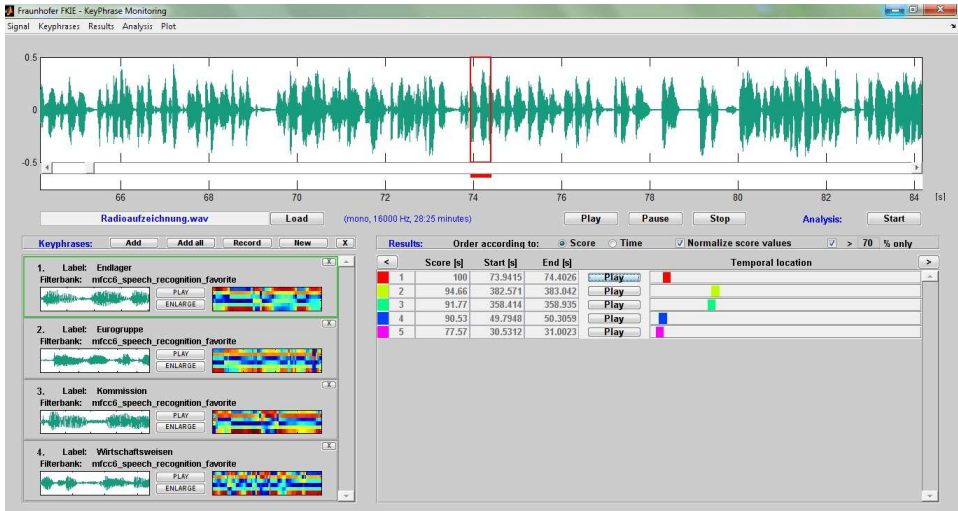 Fraunhofer FKIE - KeyPhrase Monitoring
Signal Keyphrases Results Analysis Plot
0.5
0
-0.5
66 68 70 72 74 76 78 80 82 84 [s]
Radioaufzeichnung.wav Load (mono, 16000 Hz, 28:25 minutes) Play Pause Stop Analysis: Start
Keyphrases: Add Add all Record New X
Results: Order according to: Score Time Normalize score values > 70 % only
< Score [s] Start [s] End [s] Temporal location >
1 100 73.9415 74.4026 Play
2 94.66 382.571 383.042 Play
3 91.77 358.414 358.935 Play
4 90.53 49.7948 50.3059 Play
5 77.57 30.5312 31.0023 Play
1. Label: Endlager X
Filterbank: mfcc6_speech_recognition_favorite
PLAY
ENLARGE
2. Label: Eurogruppe X
Filterbank: mfcc6_speech_recognition_favorite
PLAY
ENLARGE
3. Label: Kommission X
Filterbank: mfcc6_speech_recognition_favorite
PLAY
ENLARGE
4. Label: Wirtschaftsweisen X
Filterbank: mfcc6_speech_recognition_favorite
PLAY
ENLARGE